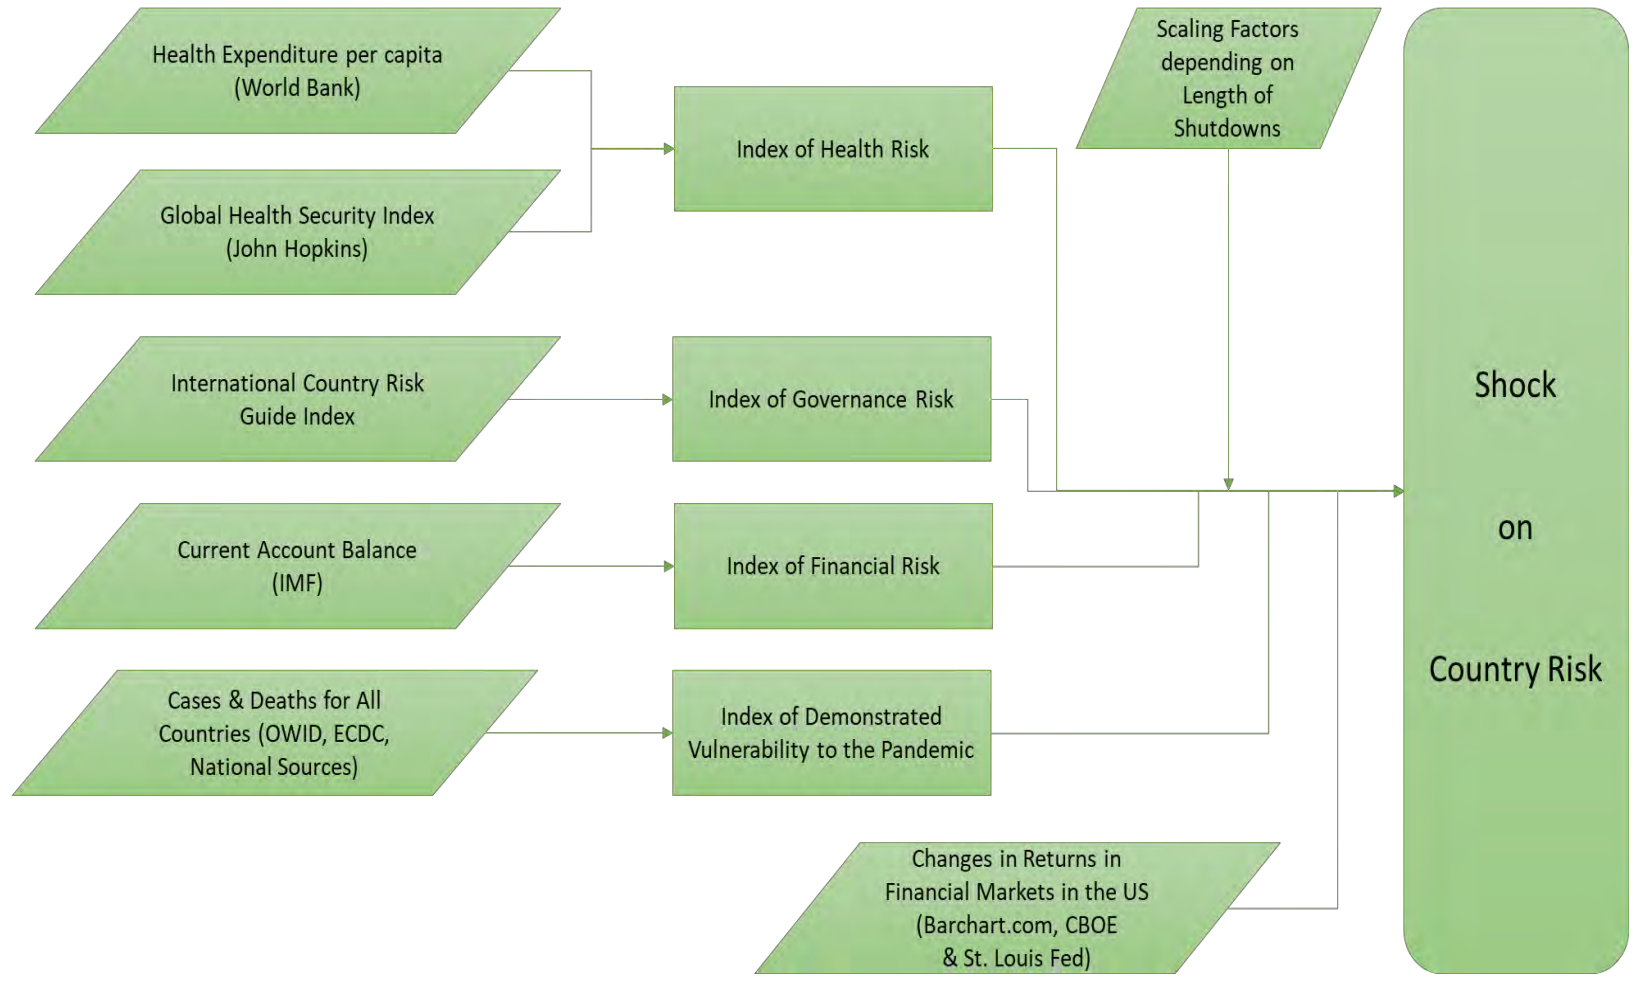 Health Expenditure per capita
(World Bank)
Global Health Security Index
(John Hopkins)
International Country Risk
Guide Index
Current Account Balance
(IMF)
Cases & Deaths for All
Countries (OWID, ECDC,
National Sources)
Index of Health Risk
Index of Governance Risk
Index of Financial Risk
Index of Demonstrated
Vulnerability to the Pandemic
Scaling Factors
depending on
Length of
Shutdowns
Changes in Returns in
Financial Markets in the US
(Barchart.com, CBOE
& St. Louis Fed)
Shock
on
Country Risk